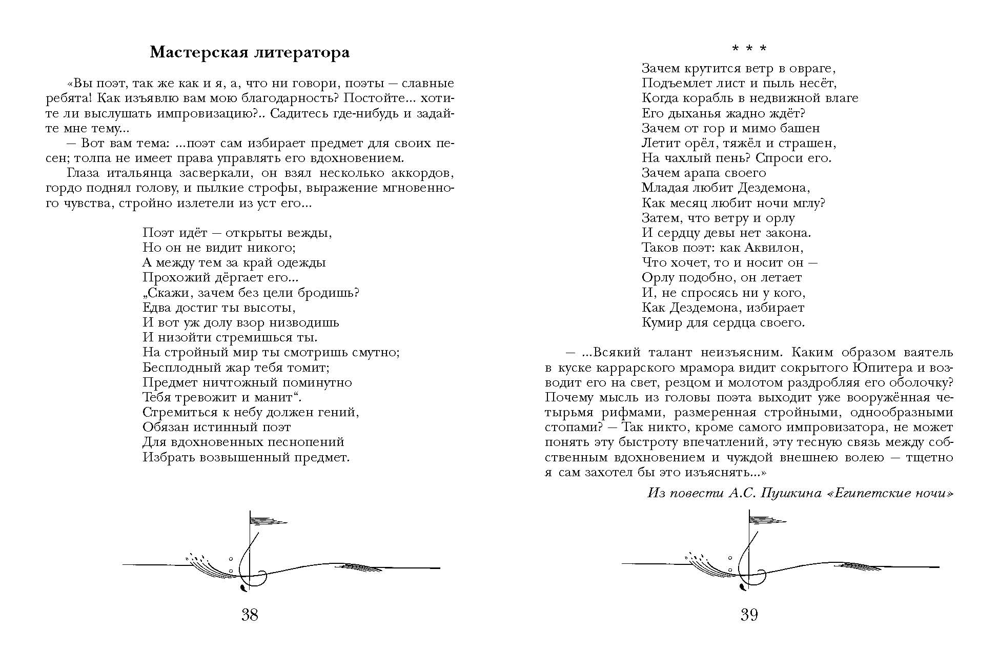 Мастерская литератора
«Вы поэт, так же как и я, а, что ни говори, поэты — славные
ребята! Как изъявлю вам мою благодарность? Постойте... хоти-
те ли выслушать импровизацию?.. Садитесь где-нибудь и задай-
те мне тему...
— Вот вам тема: ...поэт сам избирает предмет для своих пе-
сен; толпа не имеет права управлять его вдохновением.
Глаза итальянца засверкали, он взял несколько аккордов,
гордо поднял голову, и пылкие строфы, выражение мгновенно-
го чувства, стройно излетели из уст его...
Поэт идёт — открыты вежды,
Но он не видит никого;
А между тем за край одежды
Прохожий дёргает его...
„Скажи, зачем без цели бродишь?
Едва достиг ты высоты,
И вот уж долу взор низводишь
И низойти стремишься ты.
На стройный мир ты смотришь смутно;
Бесплодный жар тебя томит;
Предмет ничтожный поминутно
Тебя тревожит и манит“.
Стремиться к небу должен гений,
Обязан истинный поэт
Для вдохновенных песнопений
Избрать возвышенный предмет.
38
* * *
Зачем крутится ветр в овраге,
Подъемлет лист и пыль несёт,
Когда корабль в недвижной влаге
Его дыханья жадно ждёт?
Зачем от гор и мимо башен
Летит орёл, тяжёл и страшен,
На чахлый пень? Спроси его.
Зачем арапа своего
Младая любит Дездемона,
Как месяц любит ночи мглу?
Затем, что ветру и орлу
И сердцу девы нет закона.
Таков поэт: как Аквилон,
Что хочет, то и носит он —
Орлу подобно, он летает
И, не спросясь ни у кого,
Как Дездемона, избирает
Кумир для сердца своего.
— ...Всякий талант неизъясним. Каким образом ваятель
в куске каррарского мрамора видит сокрытого Юпитера и воз-
водит его на свет, резцом и молотом раздробляя его оболочку?
Почему мысль из головы поэта выходит уже вооружённая че-
тырьмя рифмами, размеренная стройными, однообразными
стопами? — Так никто, кроме самого импровизатора, не может
понять эту быстроту впечатлений, эту тесную связь между соб-
ственным вдохновением и чуждой внешнею волею — тщетно
я сам захотел бы это изъяснять...»
Из повести А.С. Пушкина «Египетские ночи»
39